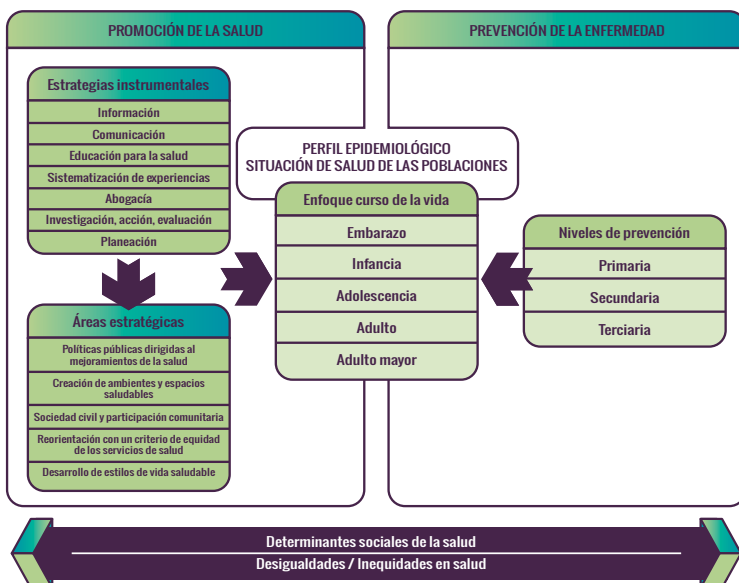 PROMOCIÓN DE LA SALUD
Estrategias instrumentales
Información
Comunicación
Educación para la salud
Sistematización de experiencias
Abogacía
Investigación, acción, evaluación
Planeación
Áreas estratégicas
Políticas públicas dirigidas al
mejoramientos de la salud
Creación de ambientes y espacios
saludables
Sociedad civil y participación comunitaria
Reorientación con un criterio de equidad
de los servicios de salud
Desarrollo de estilos de vida saludable
PERFIL EPIDEMIOLÓGICO
SITUACIÓN DE SALUD DE LAS POBLACIONES
Enfoque curso de la vida
Embarazo
Infancia
Adolescencia
Adulto
Adulto mayor
PREVENCIÓN DE LA ENFERMEDAD
Niveles de prevención
Primaria
Secundaria
Terciaria
Determinantes sociales de la salud
Desigualdades / Inequidades en salud